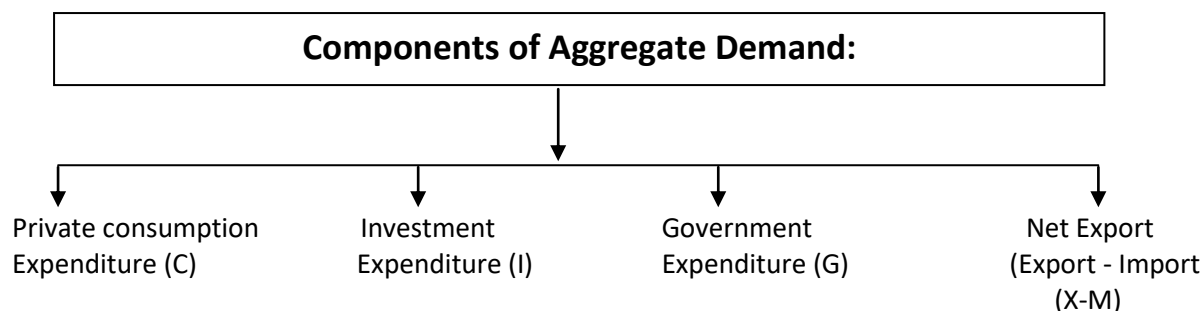 Components of Aggregate Demand:
Private consumption
Expenditure (C)
Investment
Expenditure (I)
Government
Expenditure (G)
Net Export
(Export - Import
(X-M)